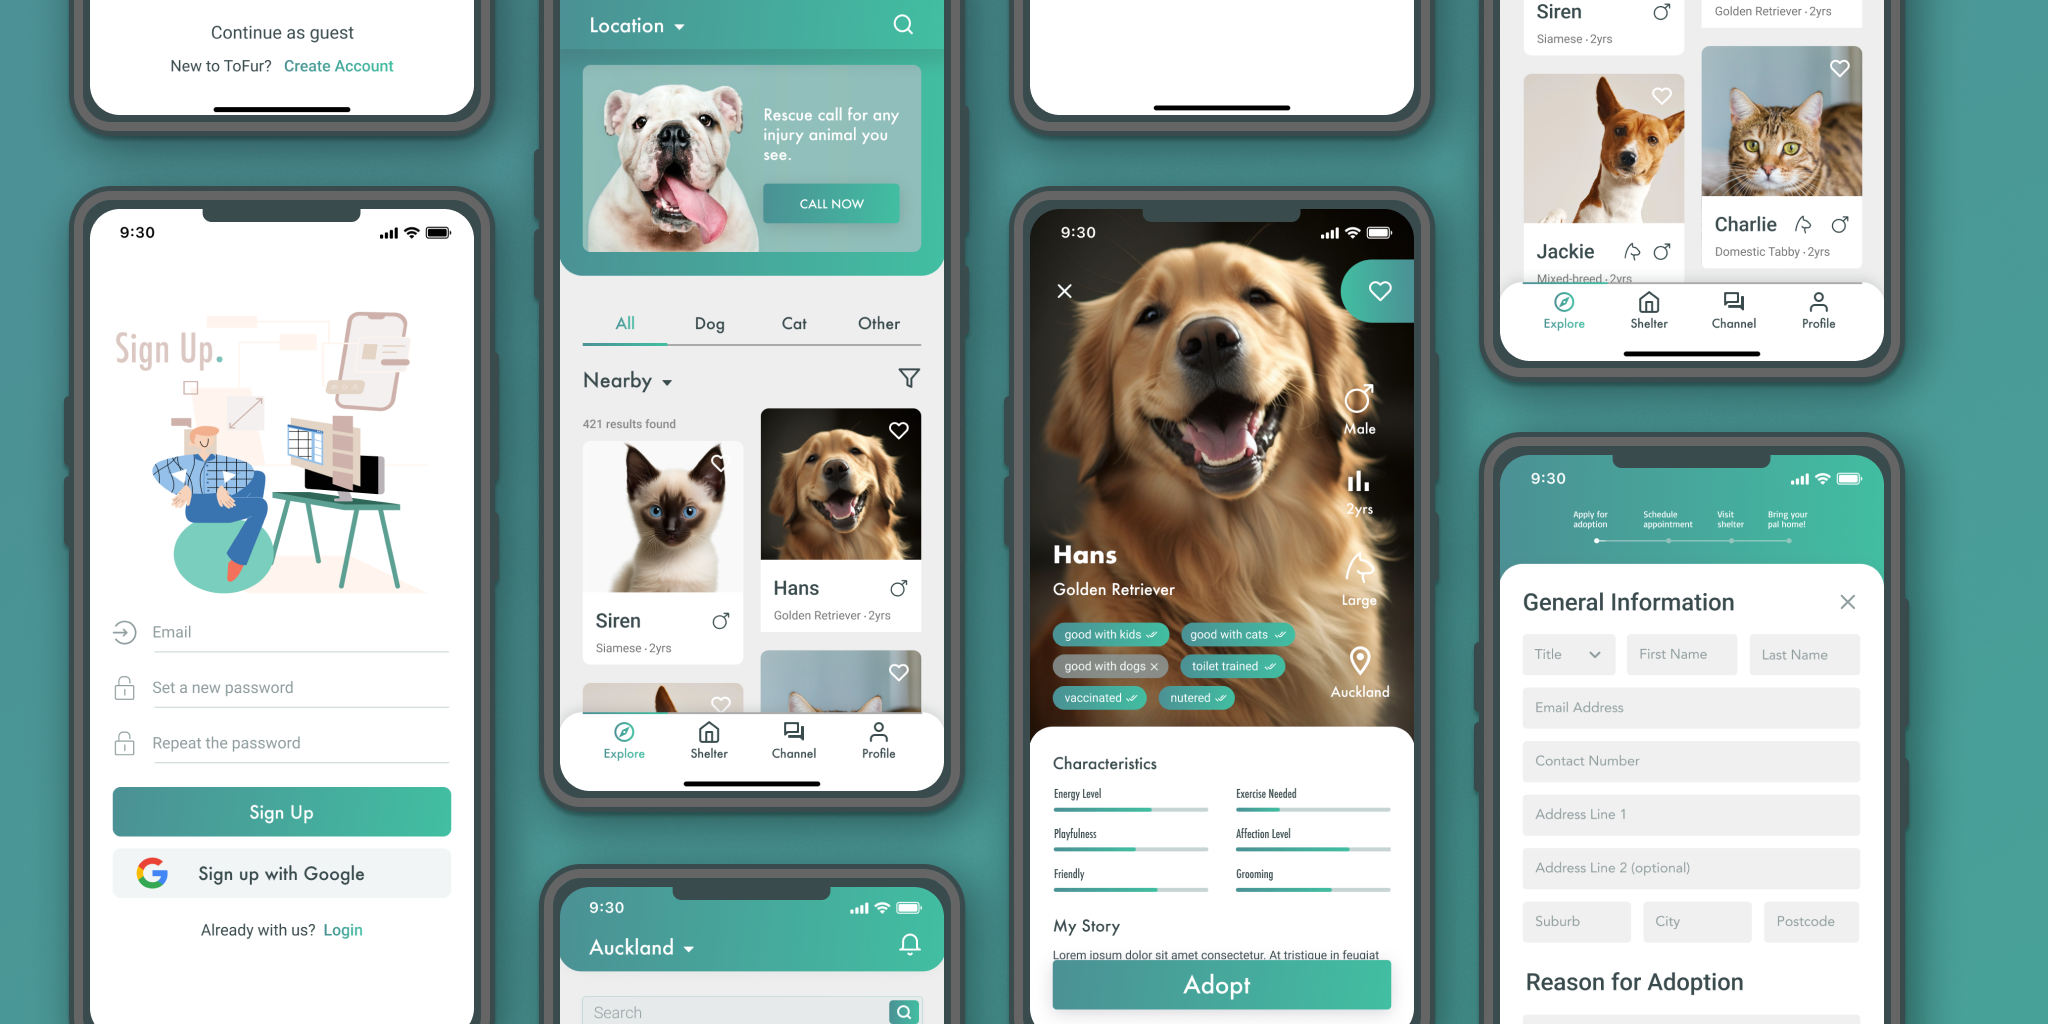 Continue as guest
New to ToFur? Create Account
9:30
Sign Up.
Email
Set a new password
Repeat the password
Sign Up
Sign up with Google
Already with us? Login
Location
Rescue call for any
injury animal you
see.
CALL NOW
All Dog Cat Other
Nearby
421 results found
Siren
Siamese · 2yrs
Hans
Golden Retriever · 2yrs
Explore Shelter Channel Profile
9:30
Auckland
Search
9:30
Male
2yrs
Large
Auckland
Hans
Golden Retriever
good with kids good with cats
good with dogs toilet trained
vaccinated nutered
Characteristics
Energy Level Exercise Needed
Playfulness Affection Level
Friendly Grooming
My Story
Lorem ipsum dolor sit amet consectetur. At tristique in feugiat
Adopt
Siren
Siamese · 2yrs
Golden Retriever · 2yrs
Jackie
Mixed-breed · 2yrs
Charlie
Domestic Tabby · 2yrs
Explore Shelter Channel Profile
9:30
Apply for
adoption
Schedule
appointment
Visit
shelter
Bring your
pal home!
General Information
Title First Name Last Name
Email Address
Contact Number
Address Line 1
Address Line 2 (optional)
Suburb City Postcode
Reason for Adoption